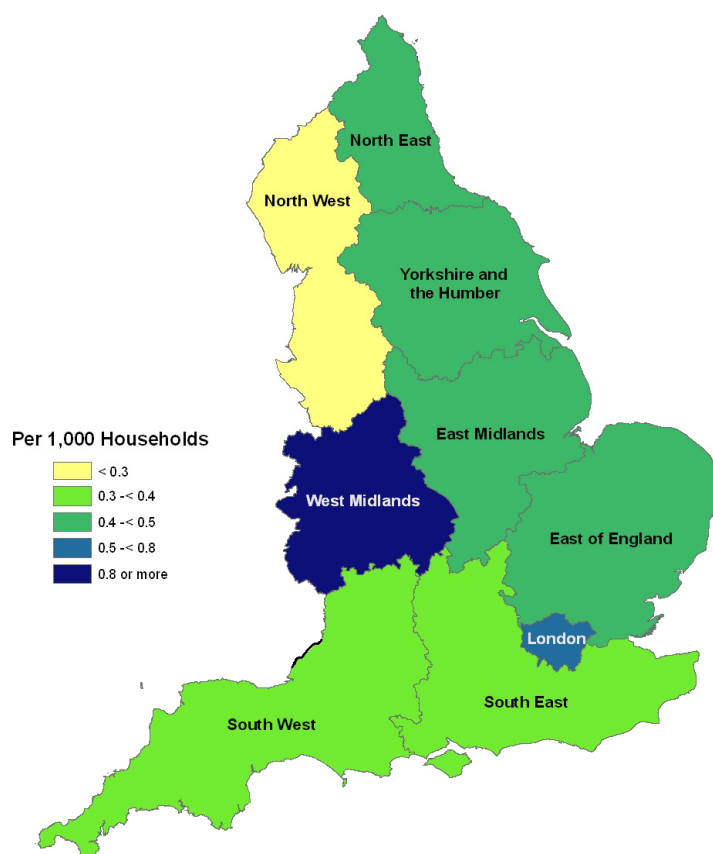 North East
North West
Yorkshire and
the Humber
Per 1,000 Households
< 0.3
0.3 -< 0.4
0.4 -< 0.5
0.5 -< 0.8
0.8 or more
East Midlands
West Midlands
East of England
London
South East
South West